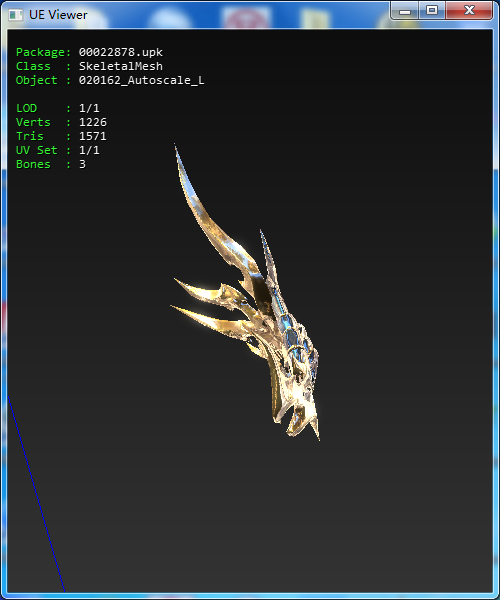 UE Viewer
Package: 00022878.upk
Class : SkeletalMesh
Object : 020162_Autoscale_L
LOD : 1/1
Verts : 1226
Tris : 1571
UV Set : 1/1
Bones : 3